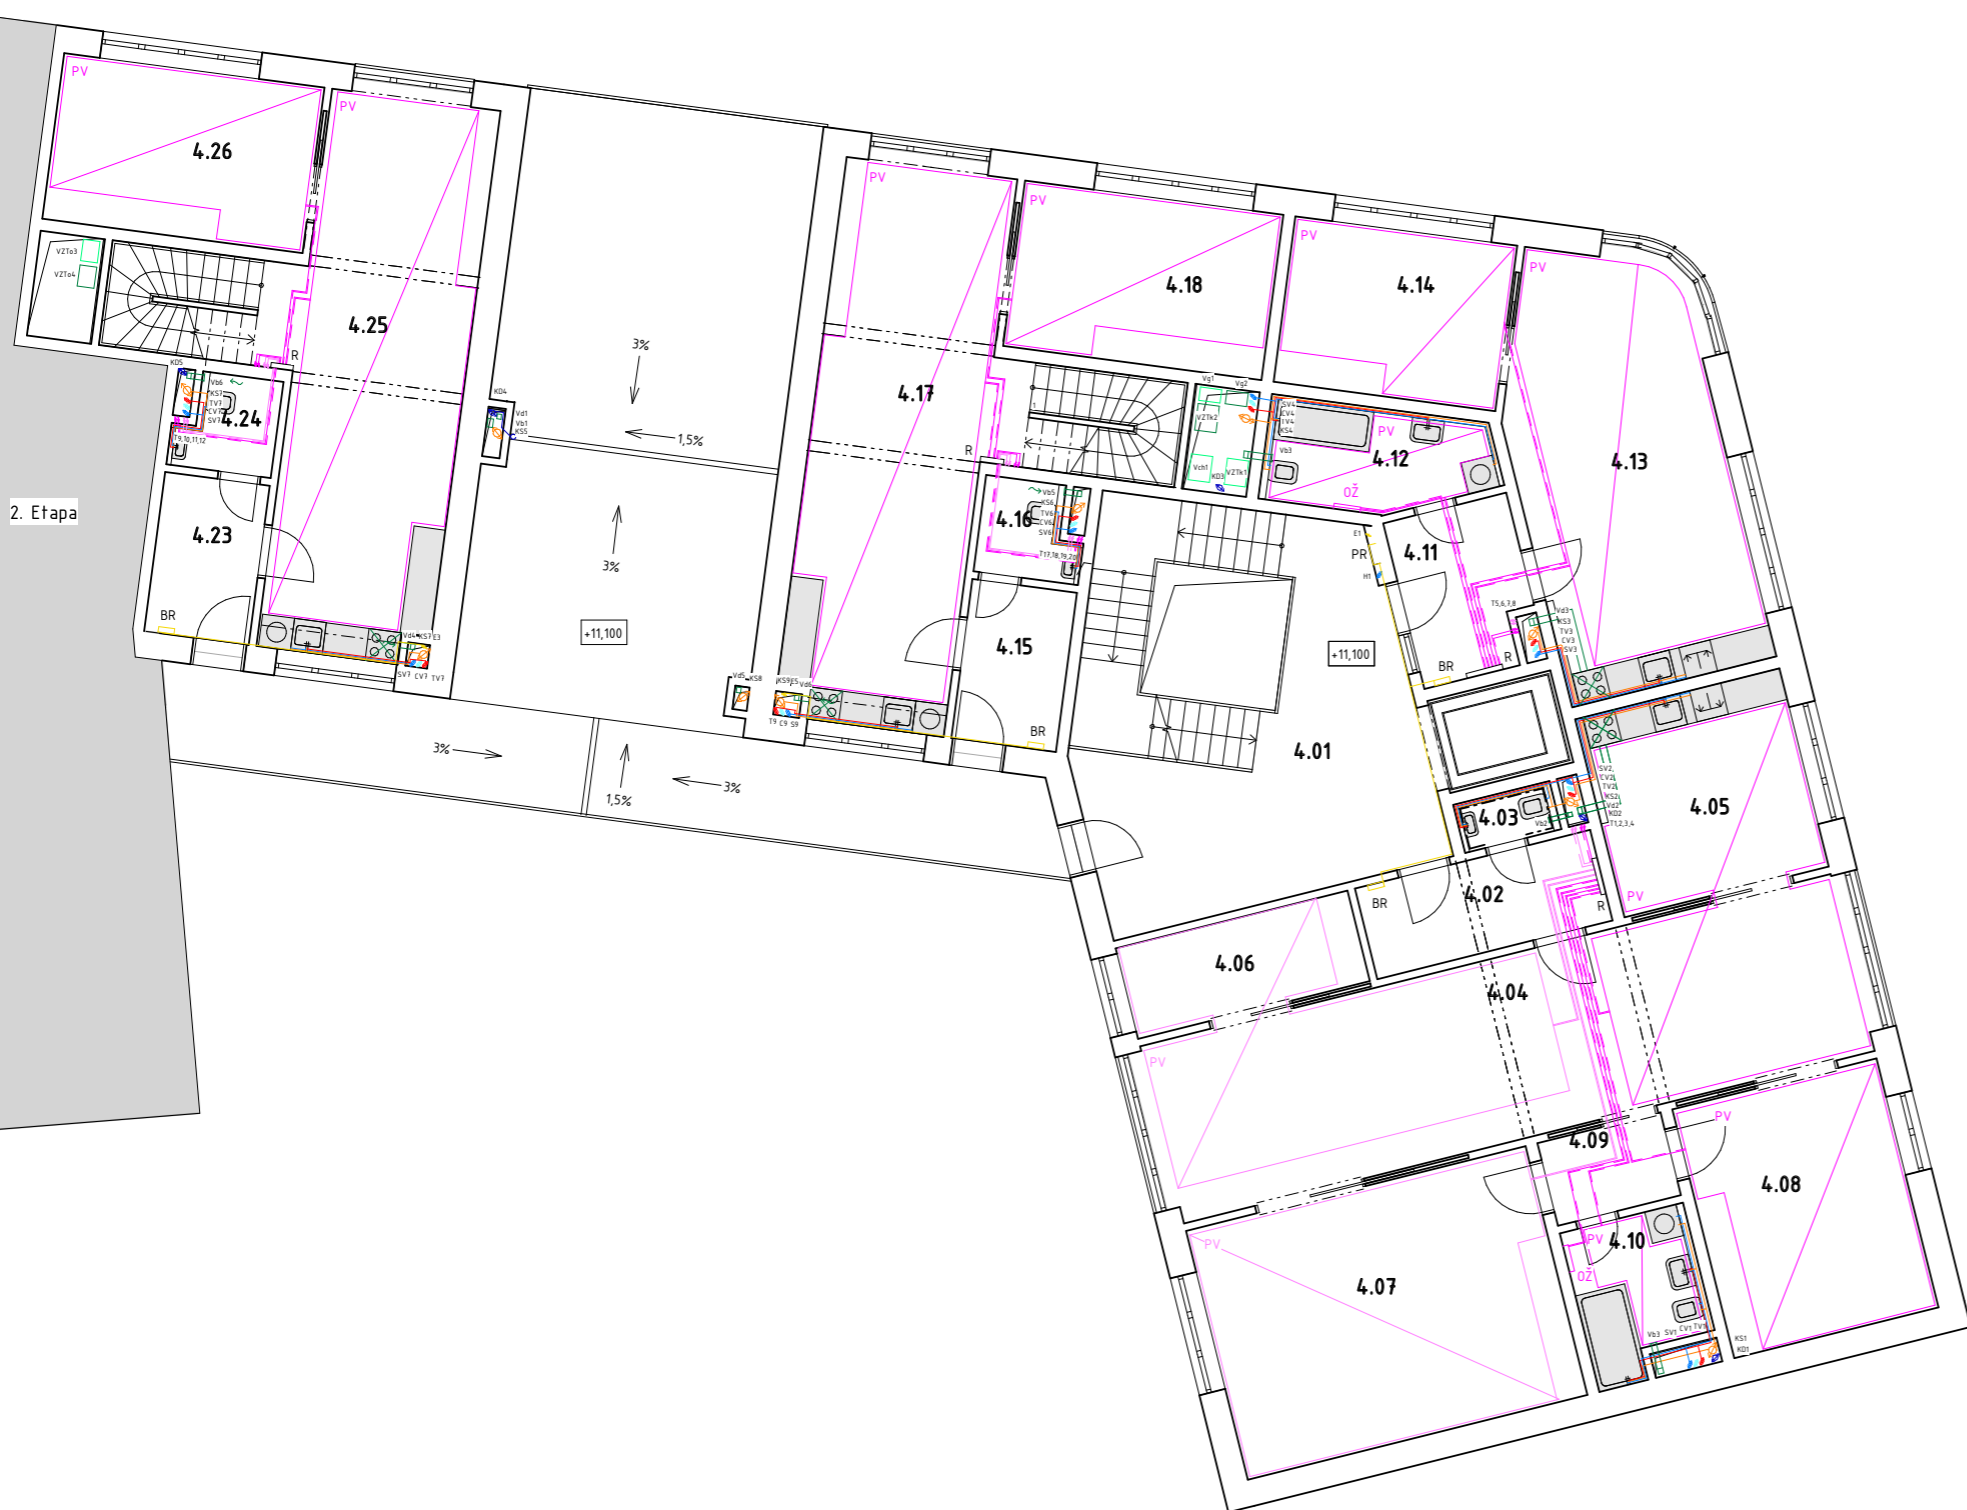 PV
4.26
PV
VZTo3
VZTo4
4.25
R
KD5
Vb6
KS7
TV7
CV7
SV7
4.24
T9,10,11,12
4.23
BR
Vd4
KS7
E3
SV7 CV7 TV7
2. Etapa
KD4
Vd1
Vb1
KS5
3%
1,5%
3%
+11,100
3%
1,5%
3%
PV
4.17
R
Vb5
KS6
TV6
CV6
SV6
4.16
T17,18,19,20
4.15
BR
Vd5
KS8
KS9
E5
Vd6
T9 C9 S9
PV
4.18
PV
4.14
Vg1
Vg2
VZTk2
Vch1
KD3
VZTk1
SV4
CV4
TV4
KS4
Vb3
PV
4.12
OŽ
PV
4.13
E1
PR
H1
4.11
T5,6,7,8
Vd3
KS3
TV3
CV3
SV3
BR
R
+11,100
4.01
4.03
Vb2
SV2
CV2
TV2
KS2
Vd2
KD2
T1,2,3,4
4.05
PV
4.02
BR
R
4.06
4.04
PV
4.09
PV
4.08
PV
4.07
PV
4.10
OŽ
Vb3 SV1 CV1 TV1
KS1
KD1